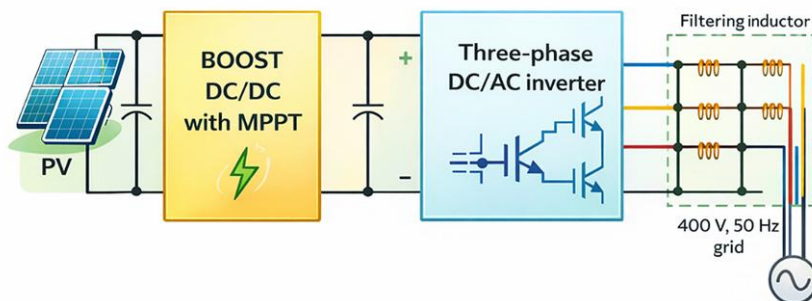 PV
BOOST
DC/DC
with MPPT
+
−
Three-phase
DC/AC inverter
Filtering inductor
400 V, 50 Hz
grid